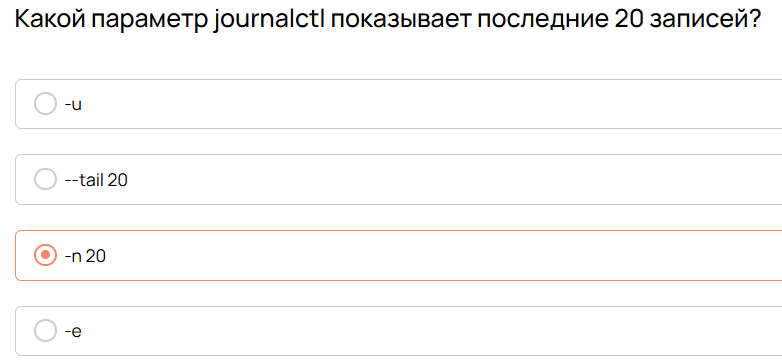 Какой параметр journalctl показывает последние 20 записей?
-u
--tail 20
-n 20
-e